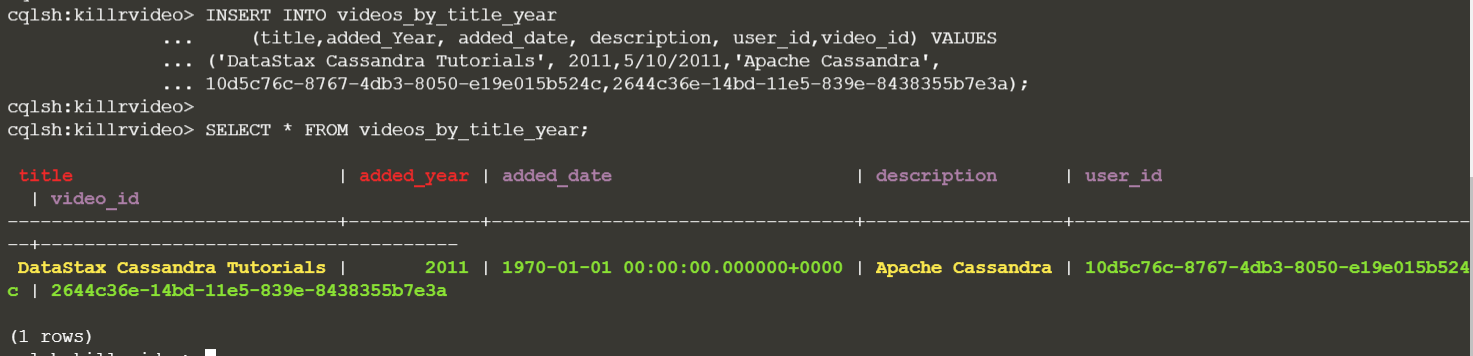 cqlsh:killrvideo> INSERT INTO videos_by_title_year
... (title,added_Year, added_date, description, user_id,video_id) VALUES
... ('DataStax Cassandra Tutorials', 2011,5/10/2011,'Apache Cassandra',
... 10d5c76c-8767-4db3-8050-e19e015b524c,2644c36e-14bd-11e5-839e-8438355b7e3a);
cqlsh:killrvideo>
cqlsh:killrvideo> SELECT * FROM videos_by_title_year;
title | added_year | added_date | description | user_id
| video_id
------------------------------+------------+---------------------------------+------------------+------------------------------------
--+--------------------------------------
DataStax Cassandra Tutorials | 2011 | 1970-01-01 00:00:00.000000+0000 | Apache Cassandra | 10d5c76c-8767-4db3-8050-e19e015b524
c | 2644c36e-14bd-11e5-839e-8438355b7e3a
(1 rows)